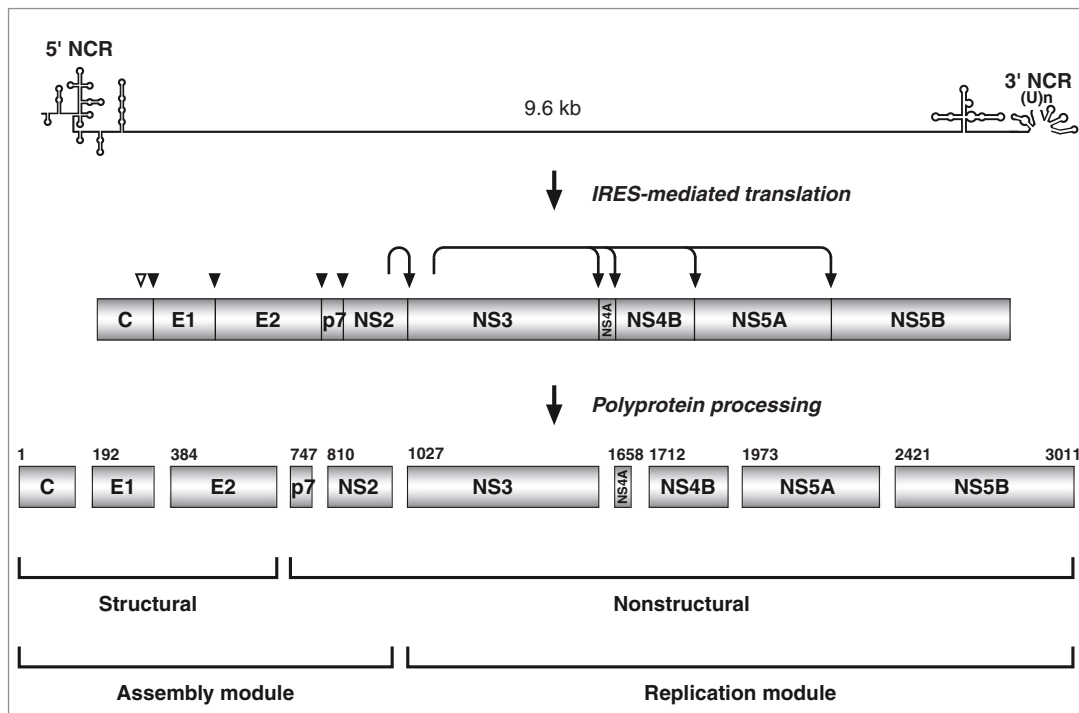 5' NCR
3' NCR
(U)n
9.6 kb
IRES-mediated translation
C E1 E2 p7 NS2 NS3 NS4A NS4B NS5A NS5B
Polyprotein processing
1 192 384 747 810 1027 1658 1712 1973 2421 3011
C E1 E2 p7 NS2 NS3 NS4A NS4B NS5A NS5B
Structural Nonstructural
Assembly module Replication module